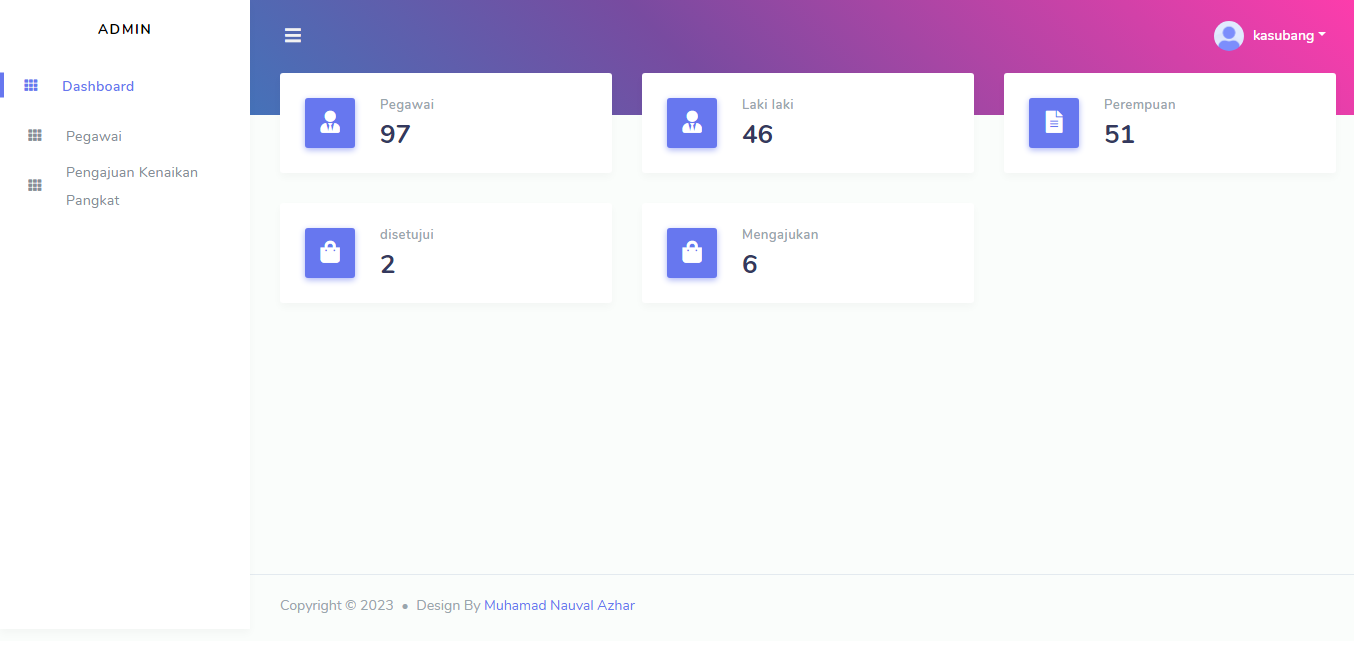 ADMIN
kasubang
Dashboard
Pegawai
Pengajuan Kenaikan
Pangkat
Pegawai
97
Laki laki
46
Perempuan
51
disetujui
2
Mengajukan
6
Copyright © 2023 • Design By Muhamad Nauval Azhar